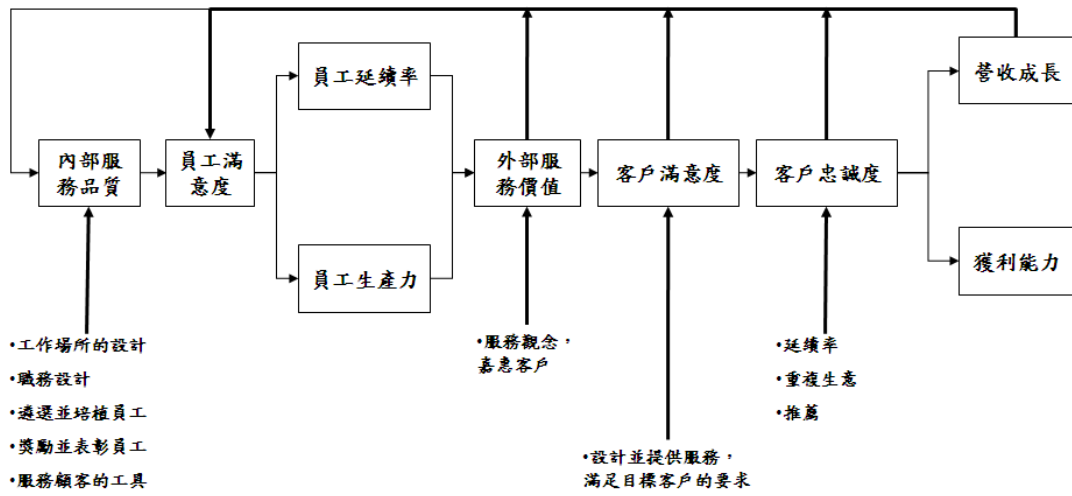 員工延續率
營收成長
內部服
務品質
員工滿
意度
外部服
務價值
客戶滿意度
客戶忠誠度
員工生產力
獲利能力
•工作場所的設計
•職務設計
•遴選並培植員工
•獎勵並表彰員工
•服務顧客的工具
•服務觀念，
嘉惠客戶
•設計並提供服務，
滿足目標客戶的要求
•延續率
•重複生意
•推薦